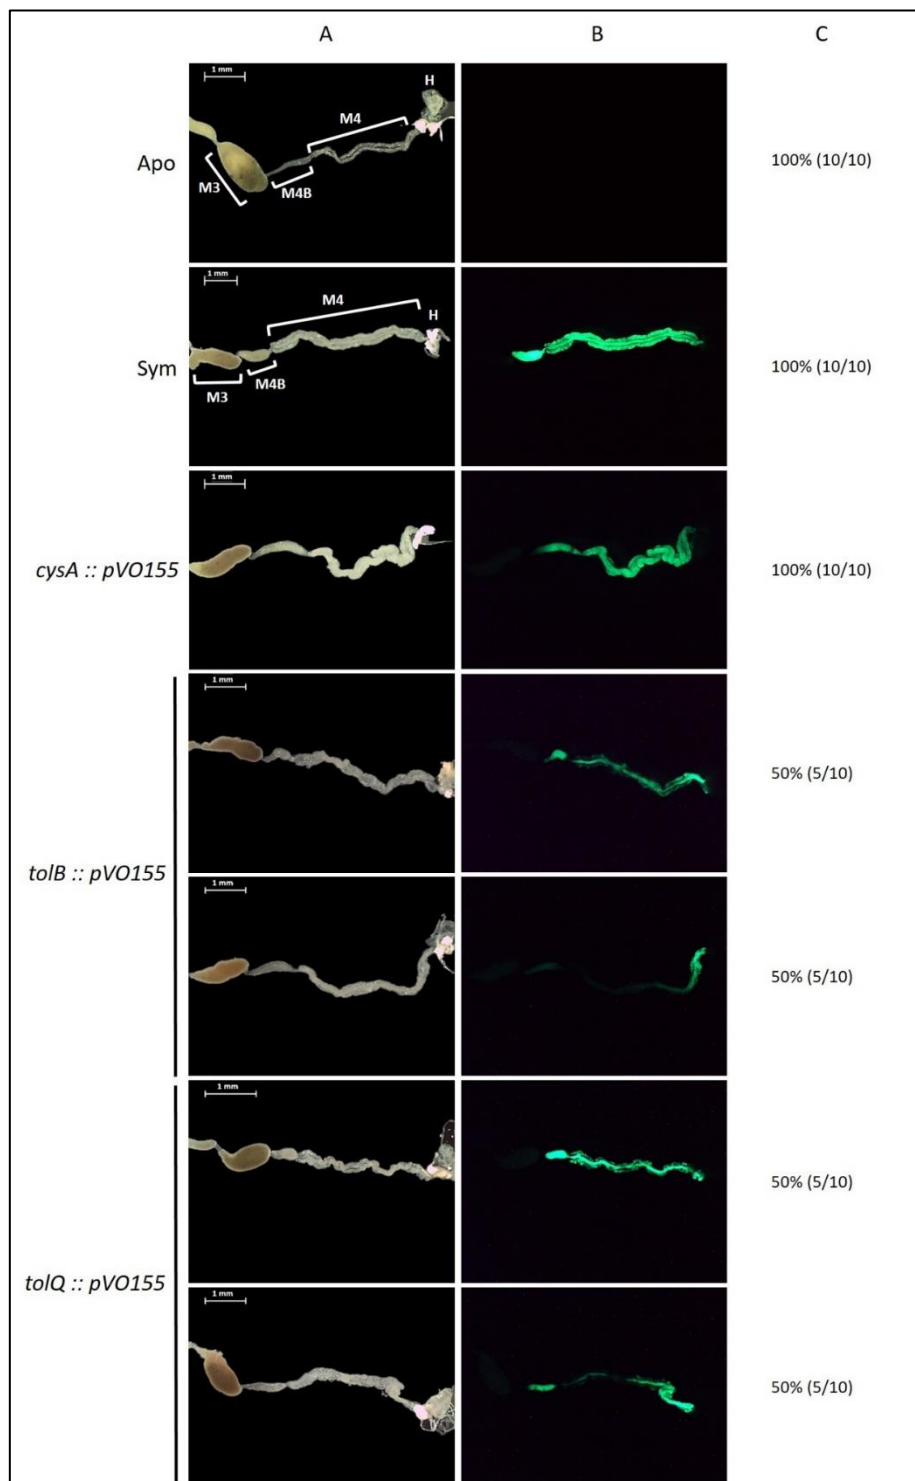 A B C
1 mm
H
M4
Apo
M3
M4B
100% (10/10)
1 mm
M4
H
Sym
M3
M4B
100% (10/10)
1 mm
cysA :: pVO155
100% (10/10)
1 mm
50% (5/10)
tolB :: pVO155
1 mm
50% (5/10)
1 mm
50% (5/10)
tolQ :: pVO155
1 mm
50% (5/10)